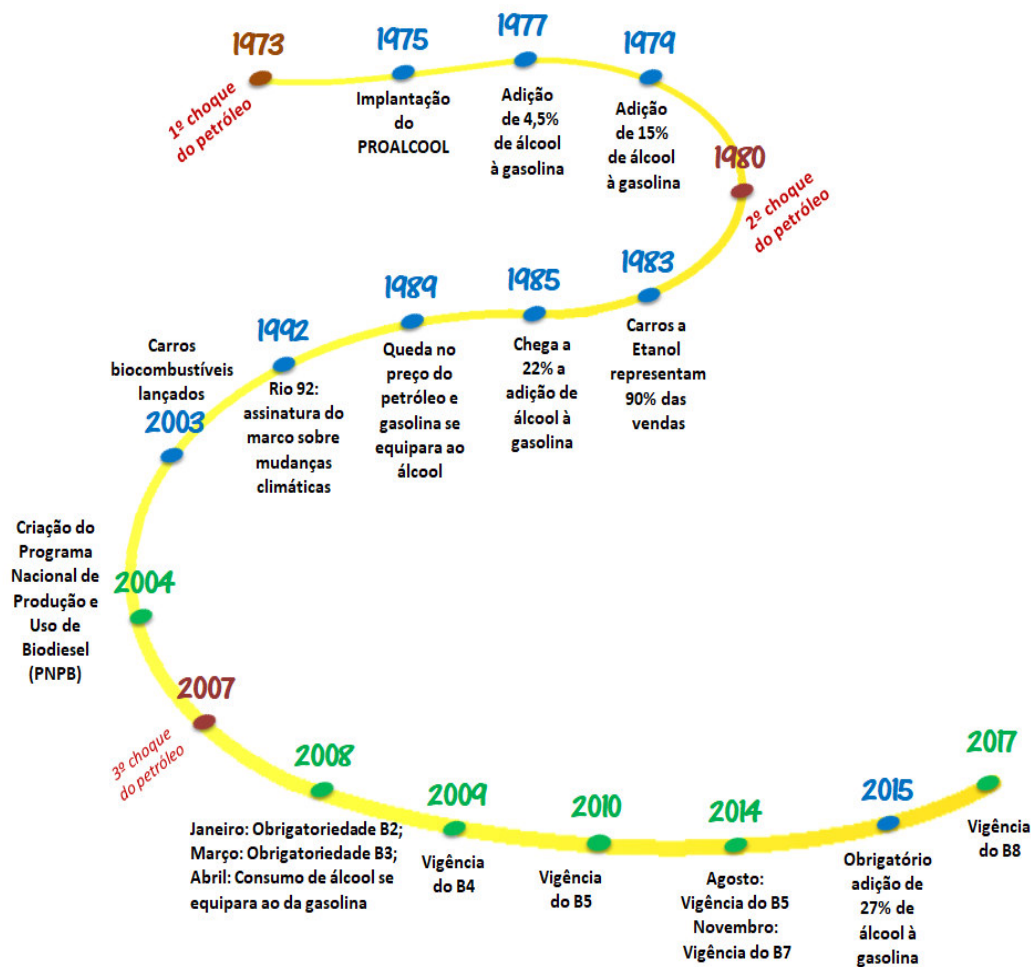 1973
1º choque
do petróleo
1975
Implantação
do
PROALCOOL
1977
Adição
de 4,5%
de álcool
à gasolina
1979
Adição
de 15%
de álcool
à gasolina
1980
2º choque
do petróleo
1983
Carros a
Etanol
representam
90% das
vendas
1985
Chega a
22% a
adição de
álcool à
gasolina
1989
Queda no
preço do
petróleo e
gasolina se
equipara ao
álcool
1992
Rio 92:
assinatura do
marco sobre
mudanças
climáticas
Carros
biocombustíveis
lançados
2003
Criação do
Programa
Nacional de
Produção e
Uso de
Biodiesel
(PNPB)
2004
2007
3º choque
do petróleo
2008
Janeiro: Obrigatoriedade B2;
Março: Obrigatoriedade B3;
Abril: Consumo de álcool se
equipara ao da gasolina
2009
Vigência
do B4
2010
Vigência
do B5
2014
Agosto:
Vigência do B5
Novembro:
Vigência do B7
2015
Obrigatório
adição de
27% de
álcool à
gasolina
2017
Vigência
do B8